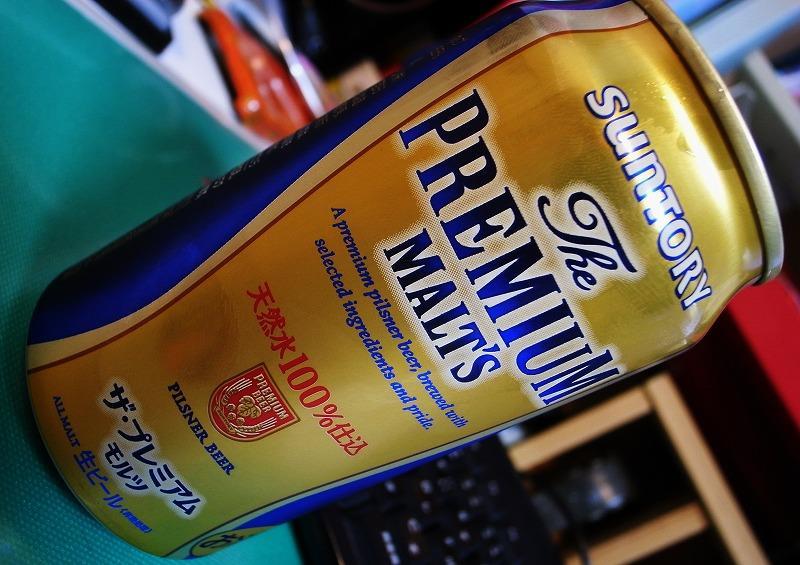 SUNTORY
The
PREMIUM
MALT'S
A premium pilsner beer, brewed with
selected ingredients and pride.
天然水100%仕込
PREMIUM
BEER
PILSNER BEER
ザ・プレミアム
モルツ
ALL MALT 生ビール
お